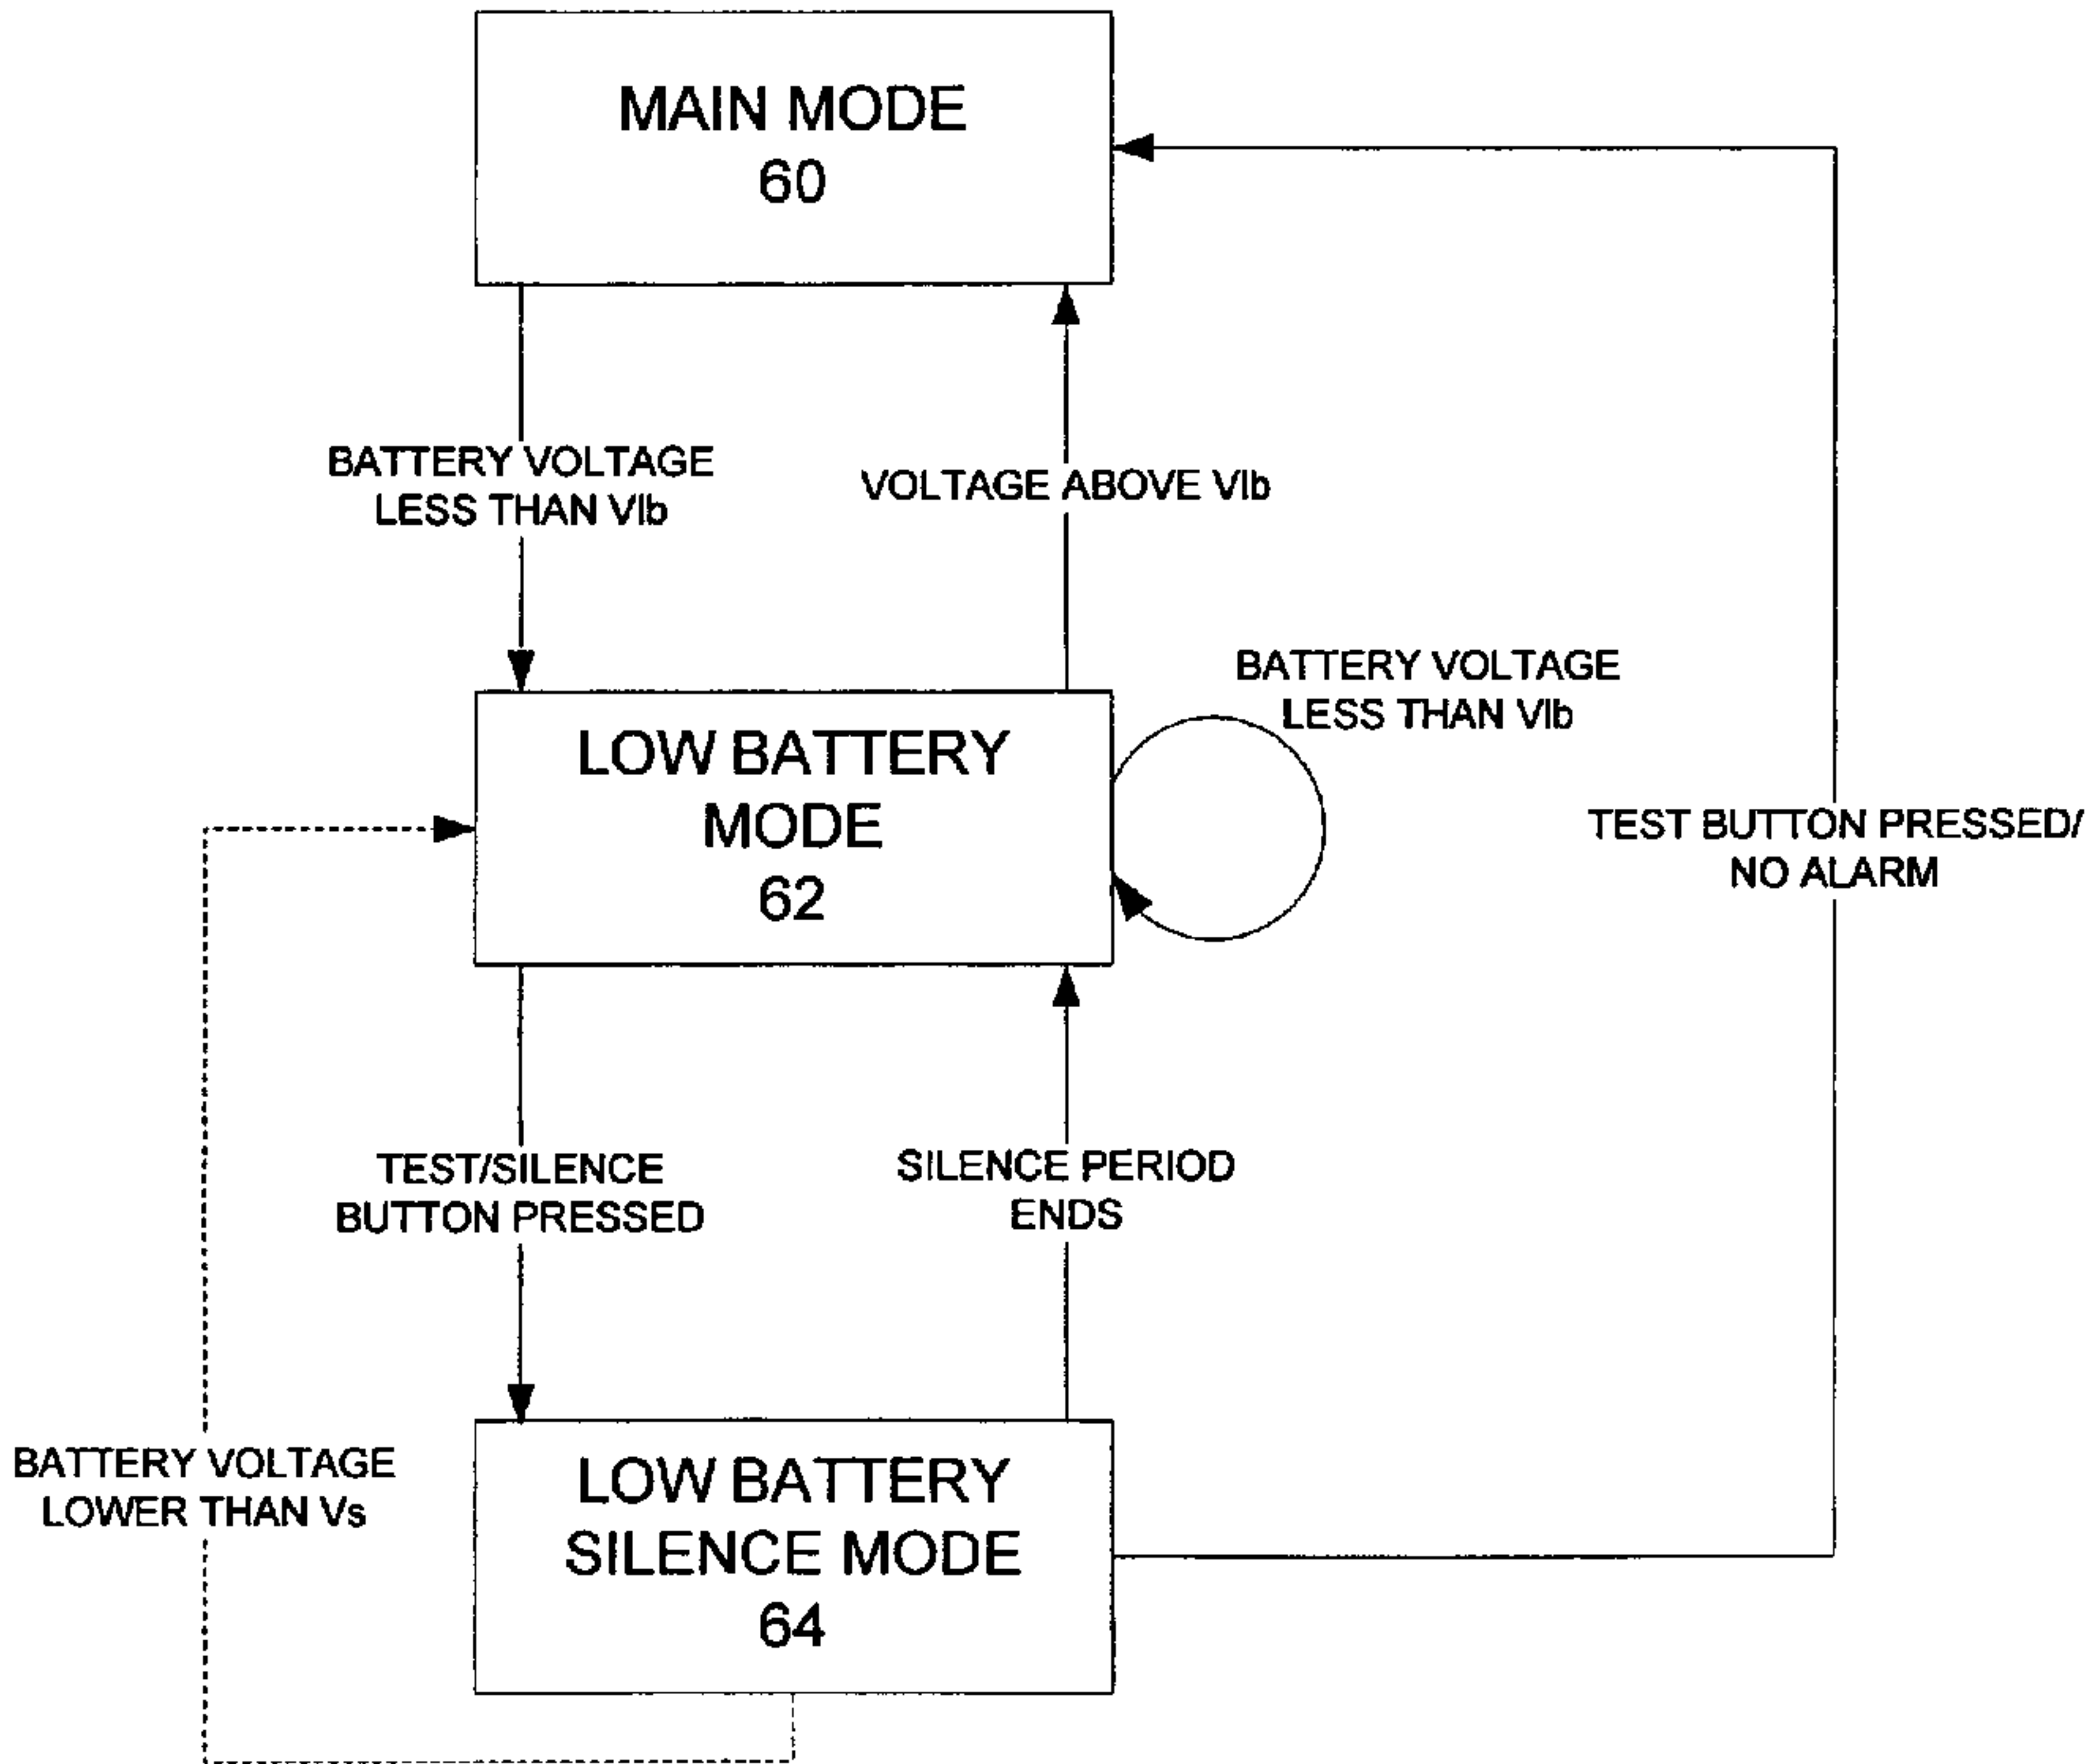 MAIN MODE
60
BATTERY VOLTAGE
LESS THAN Vlb
VOLTAGE ABOVE Vlb
BATTERY VOLTAGE
LESS THAN Vlb
LOW BATTERY
MODE
62
TEST BUTTON PRESSED/
NO ALARM
TEST/SILENCE
BUTTON PRESSED
SILENCE PERIOD
ENDS
BATTERY VOLTAGE
LOWER THAN Vs
LOW BATTERY
SILENCE MODE
64